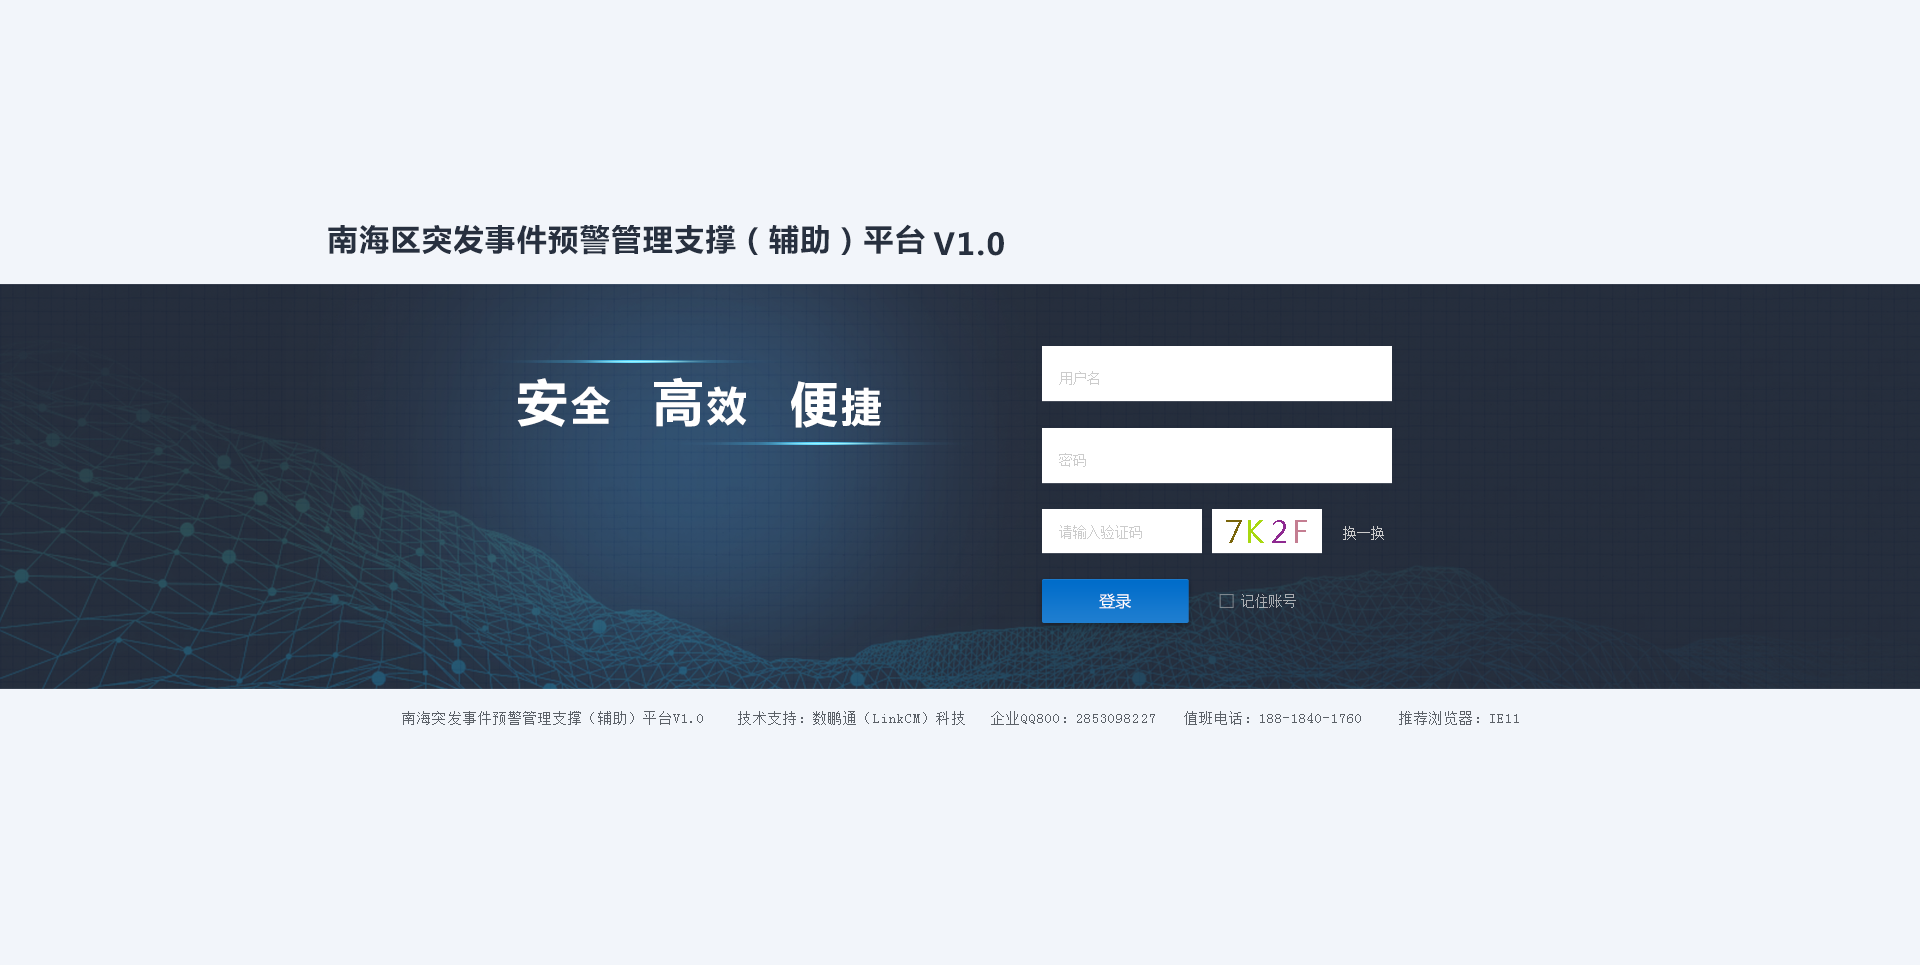 南海区突发事件预警管理支撑（辅助）平台 V1.0
安全 高效 便捷
用户名
密码
请输入验证码 7K2F 换一换
登录 记住账号
南海突发事件预警管理支撑（辅助）平台V1.0 技术支持：数鹏通（LinkCM）科技 企业QQ800：2853098227 值班电话：188-1840-1760 推荐浏览器：IE11